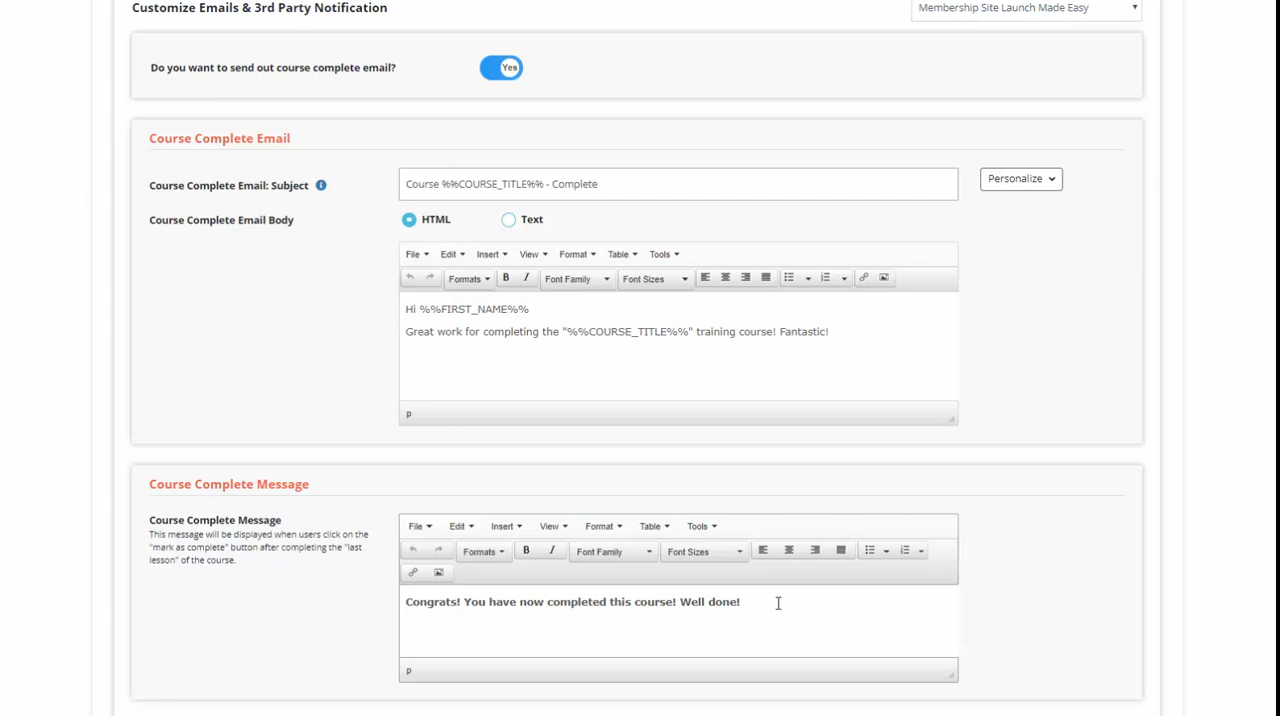 Customize Emails & 3rd Party Notification
Membership Site Launch Made Easy
Do you want to send out course complete email?
Yes
Course Complete Email
Course Complete Email: Subject
Course %%COURSE_TITLE%% - Complete
Personalize
Course Complete Email Body
HTML
Text
File Edit Insert View Format Table Tools
Formats B I Font Family Font Sizes
Hi %%FIRST_NAME%%
Great work for completing the "%%COURSE_TITLE%%" training course! Fantastic!
p
Course Complete Message
Course Complete Message
This message will be displayed when users click on the
"mark as complete" button after completing the "last
lesson" of the course.
File Edit Insert View Format Table Tools
Formats B I Font Family Font Sizes
Congrats! You have now completed this course! Well done!
p